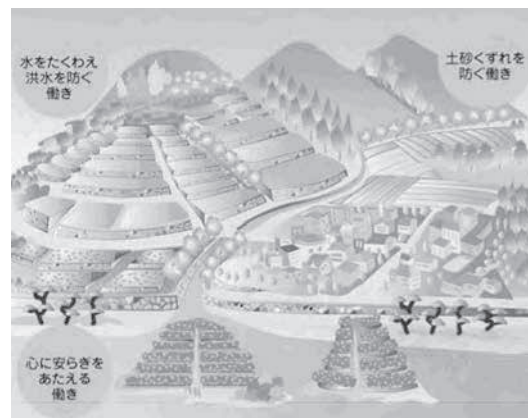 水をたくわえ
洪水を防ぐ
働き
土砂くずれを
防ぐ働き
心に安らぎを
あたえる
働き